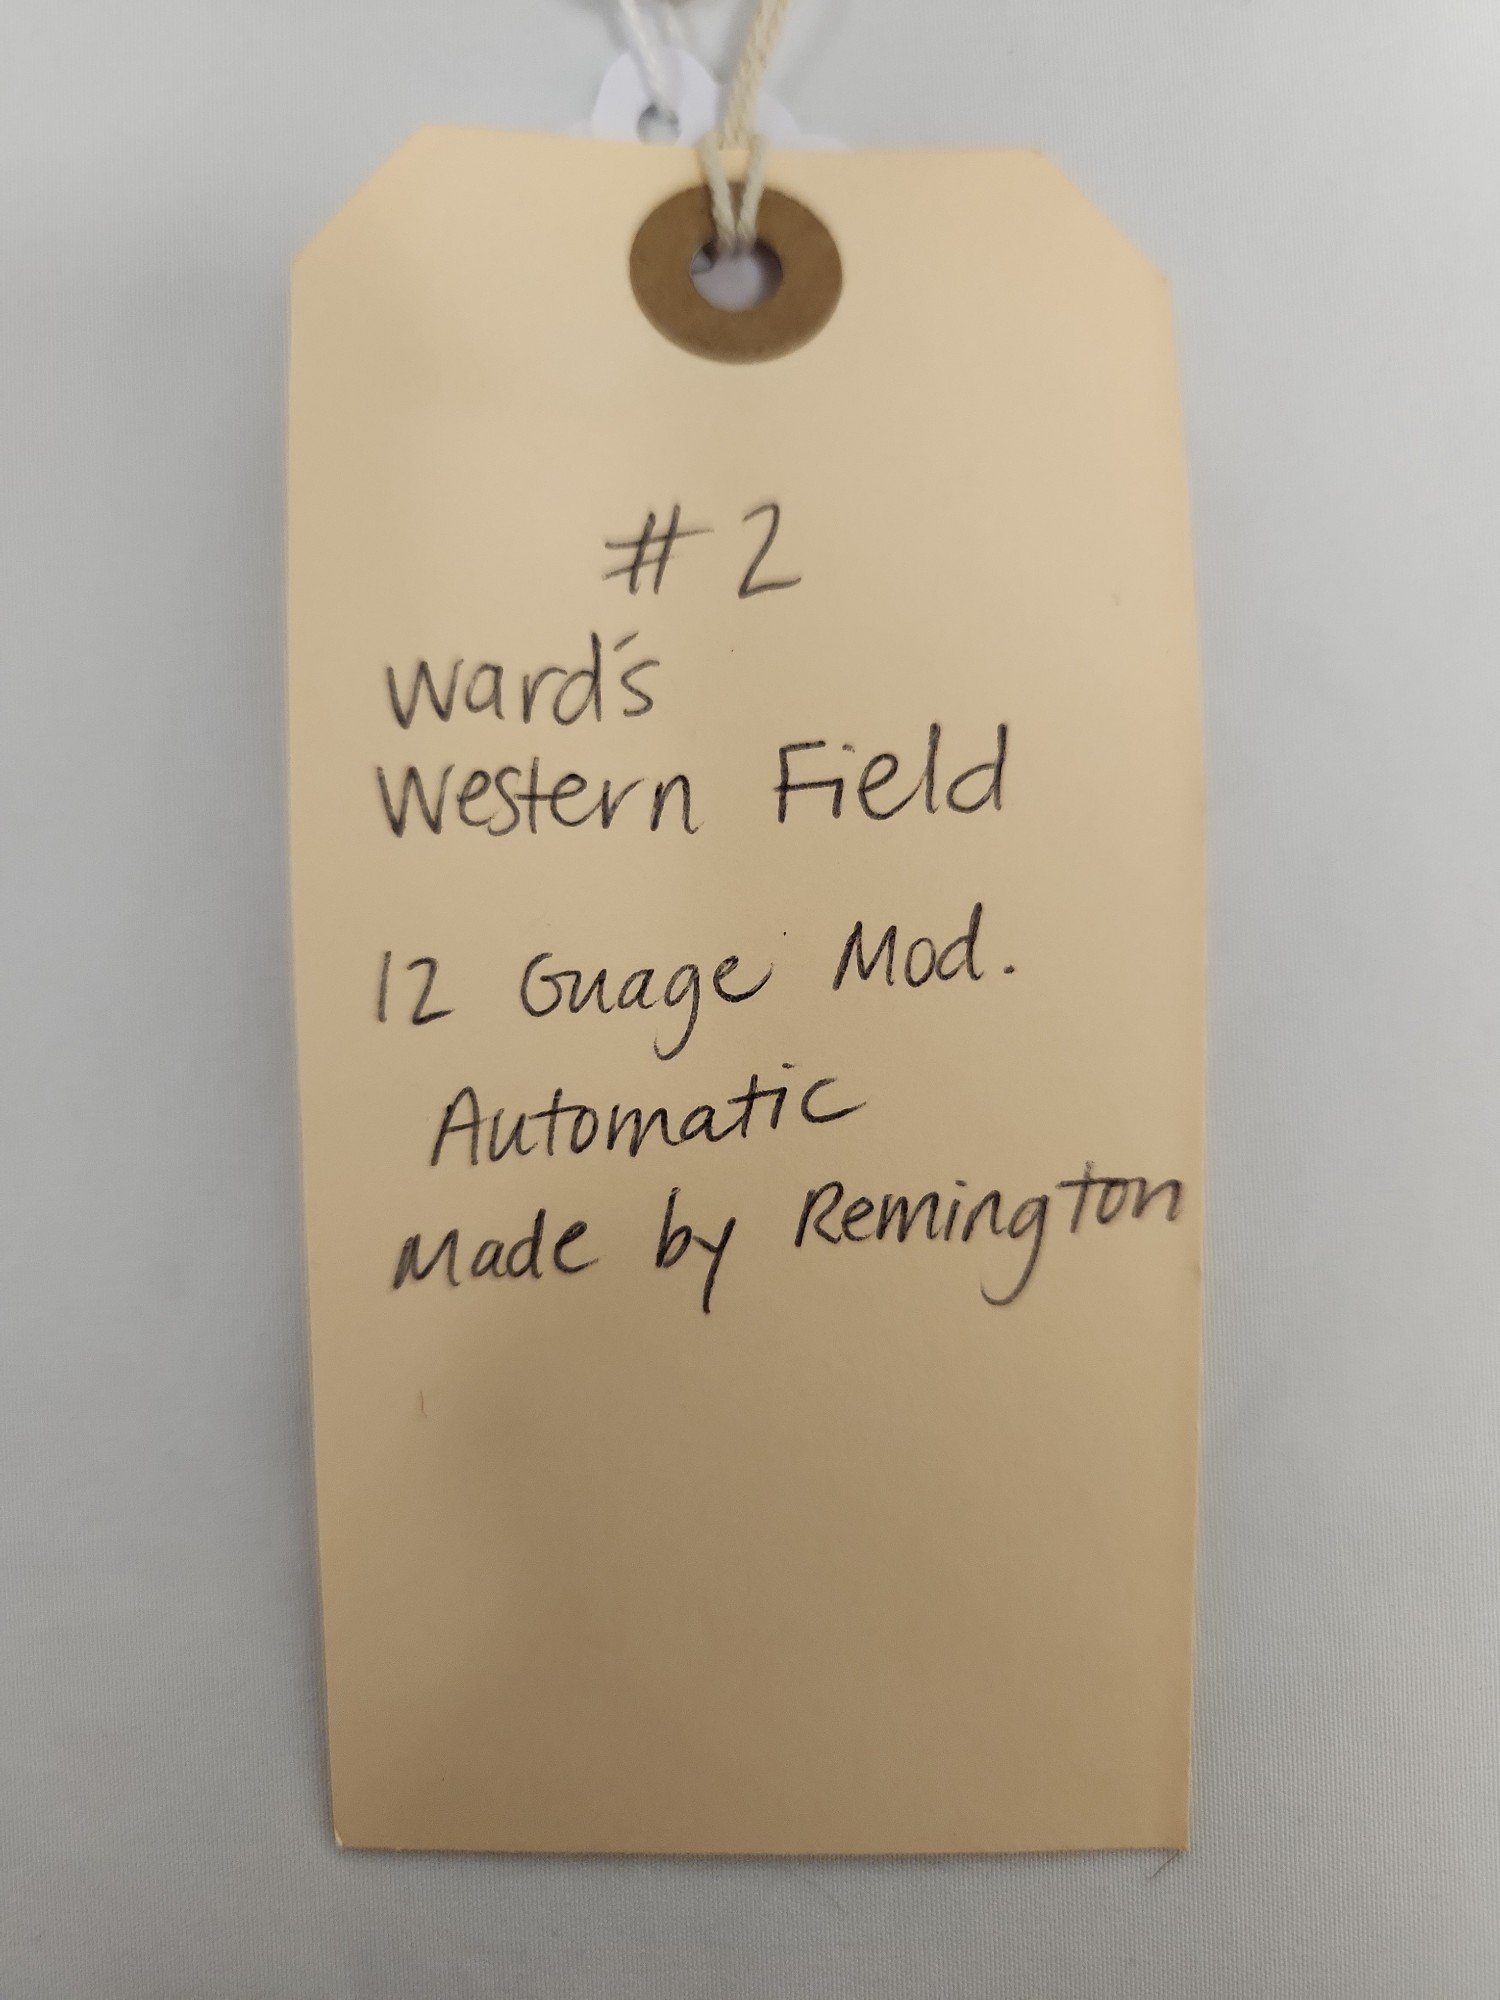 #2
Ward's
Western Field
12 Guage Mod.
Automatic
Made by Remington